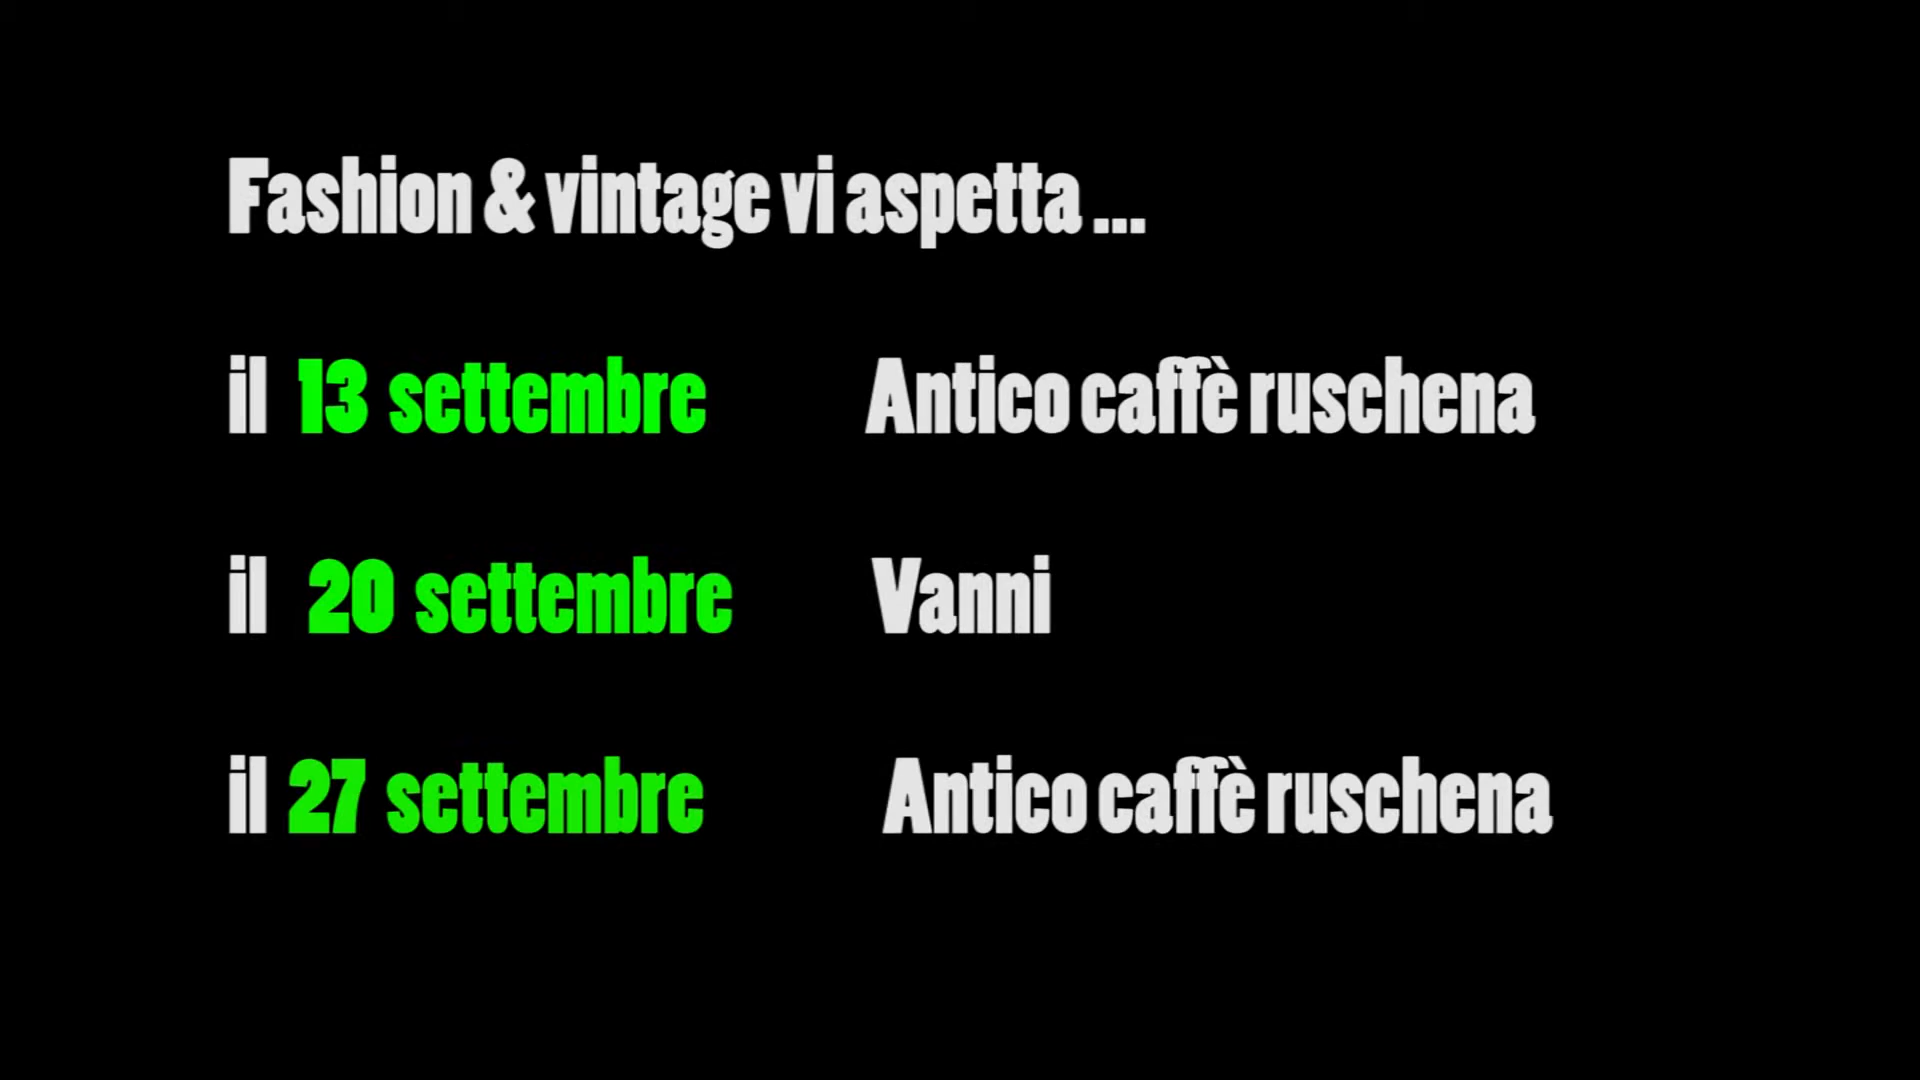 Fashion & vintage vi aspetta ...
il 13 settembre Antico caffè ruschena
il 20 settembre Vanni
il 27 settembre Antico caffè ruschena